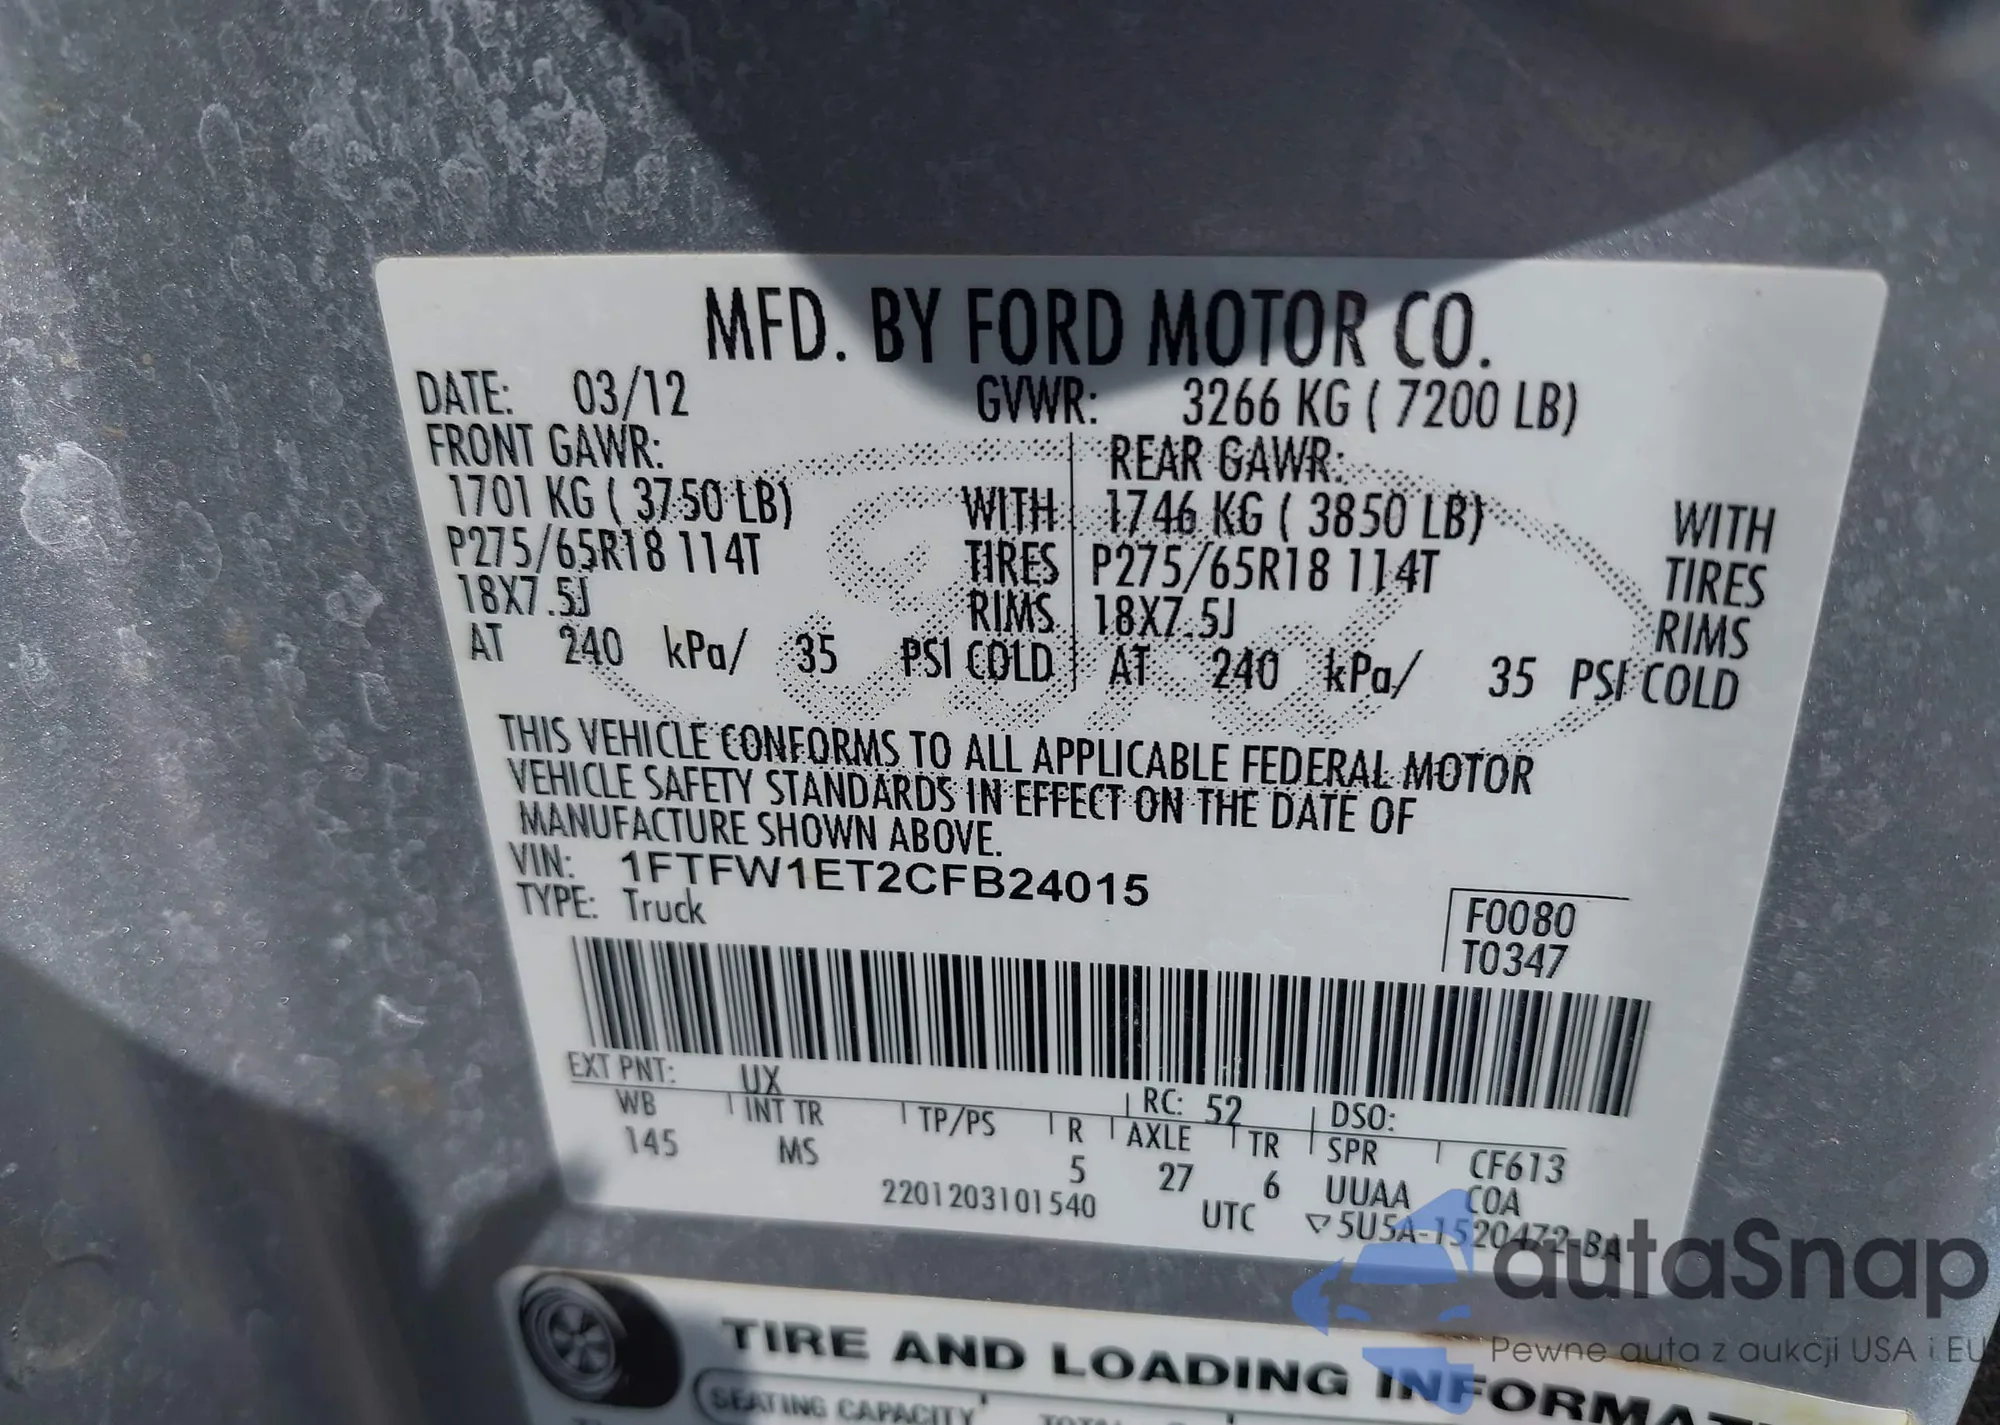 MFD. BY FORD MOTOR CO.
DATE: 03/12 GVWR: 3266 KG ( 7200 LB)
FRONT GAWR: REAR GAWR:
1701 KG ( 3750 LB) WITH 1746 KG ( 3850 LB) WITH
P275/65R18 114T TIRES P275/65R18 114T TIRES
18X7.5J RIMS 18X7.5J RIMS
AT 240 kPa/ 35 PSI COLD AT 240 kPa/ 35 PSI COLD
THIS VEHICLE CONFORMS TO ALL APPLICABLE FEDERAL MOTOR
VEHICLE SAFETY STANDARDS IN EFFECT ON THE DATE OF
MANUFACTURE SHOWN ABOVE.
VIN: 1FTFW1ET2CFB24015
TYPE: Truck
F0080
T0347
EXT PNT: UX RC: 52 DSO:
WB INT TR TP/PS R AXLE TR SPR CF613
145 MS 5 27 6 UUAA COA
2201203101540 UTC ▽5U5A-1520472-BA
autaSnap
Pewne auta z aukcji USA i EU
TIRE AND LOADING INFORMAT
SEATING CAPACITY